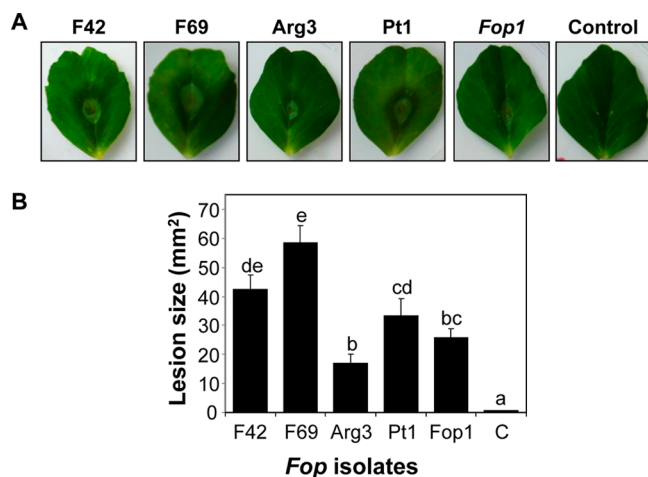 A
F42 F69 Arg3 Pt1 Fop1 Control
B
Lesion size (mm²)
70
60
50
40
30
20
10
0
de e b cd bc a
F42 F69 Arg3 Pt1 Fop1 C
Fop isolates